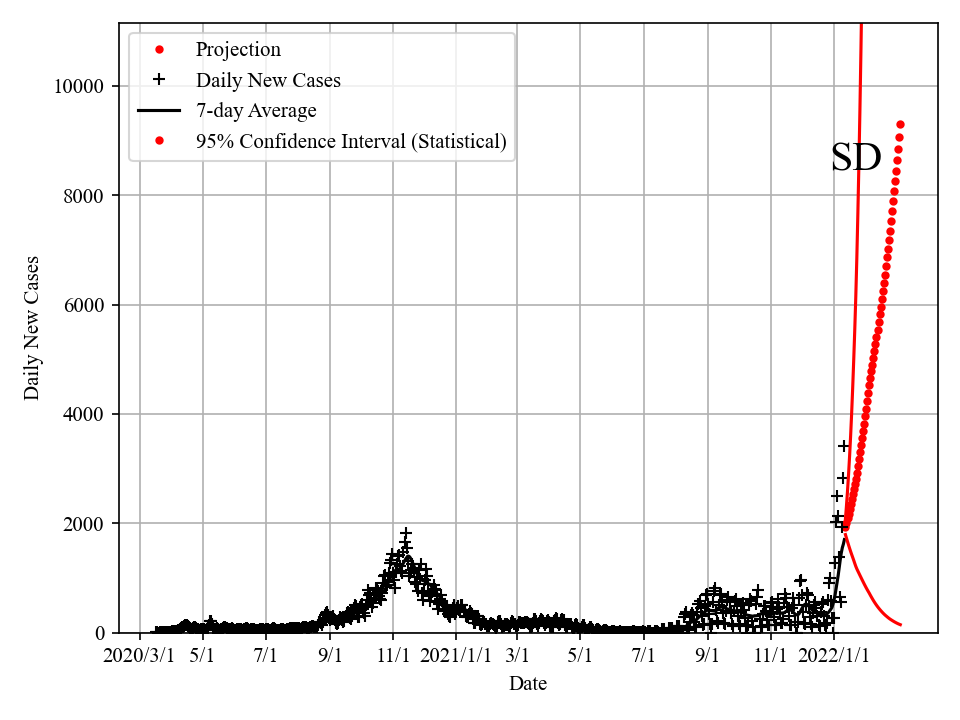 Projection
Daily New Cases
7-day Average
95% Confidence Interval (Statistical)
SD
10000
8000
6000
4000
2000
0
Daily New Cases
2020/3/1 5/1 7/1 9/1 11/1 2021/1/1 3/1 5/1 7/1 9/1 11/1 2022/1/1
Date